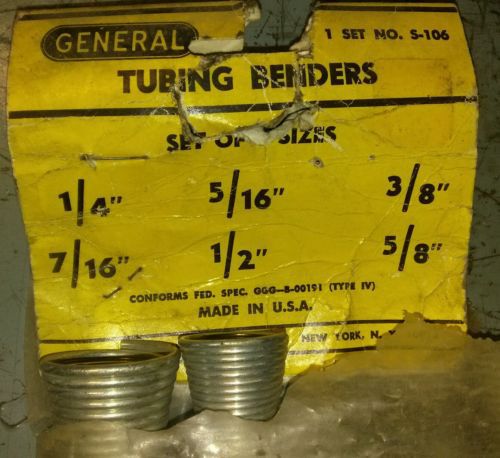 GENERAL
1 SET NO. S-106
TUBING BENDERS
SET OF SIZES
1/4" 5/16" 3/8"
7/16" 1/2" 5/8"
CONFORMS FED. SPEC. GGG-B-00191 (TYPE IV)
MADE IN U.S.A.
NEW YORK, N.